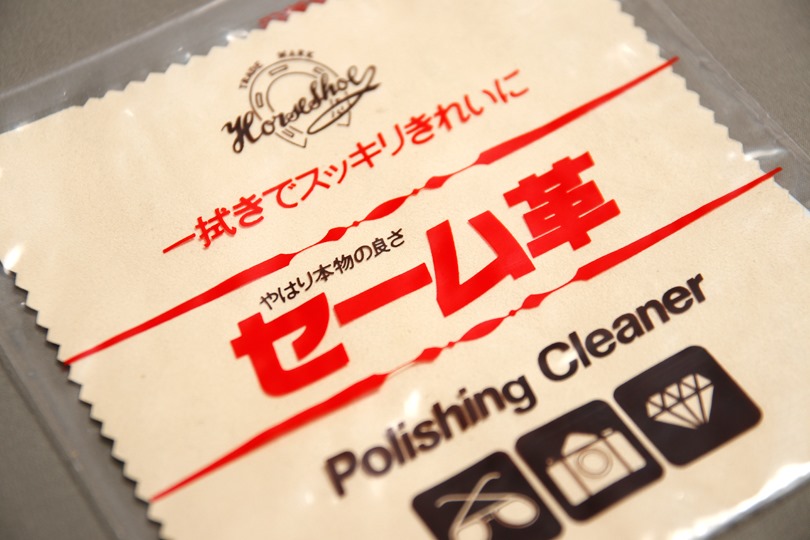 TRADE MARK
Horseshoe
一拭きでスッキリきれいに
やはり本物の良さ
セーム革
Polishing Cleaner